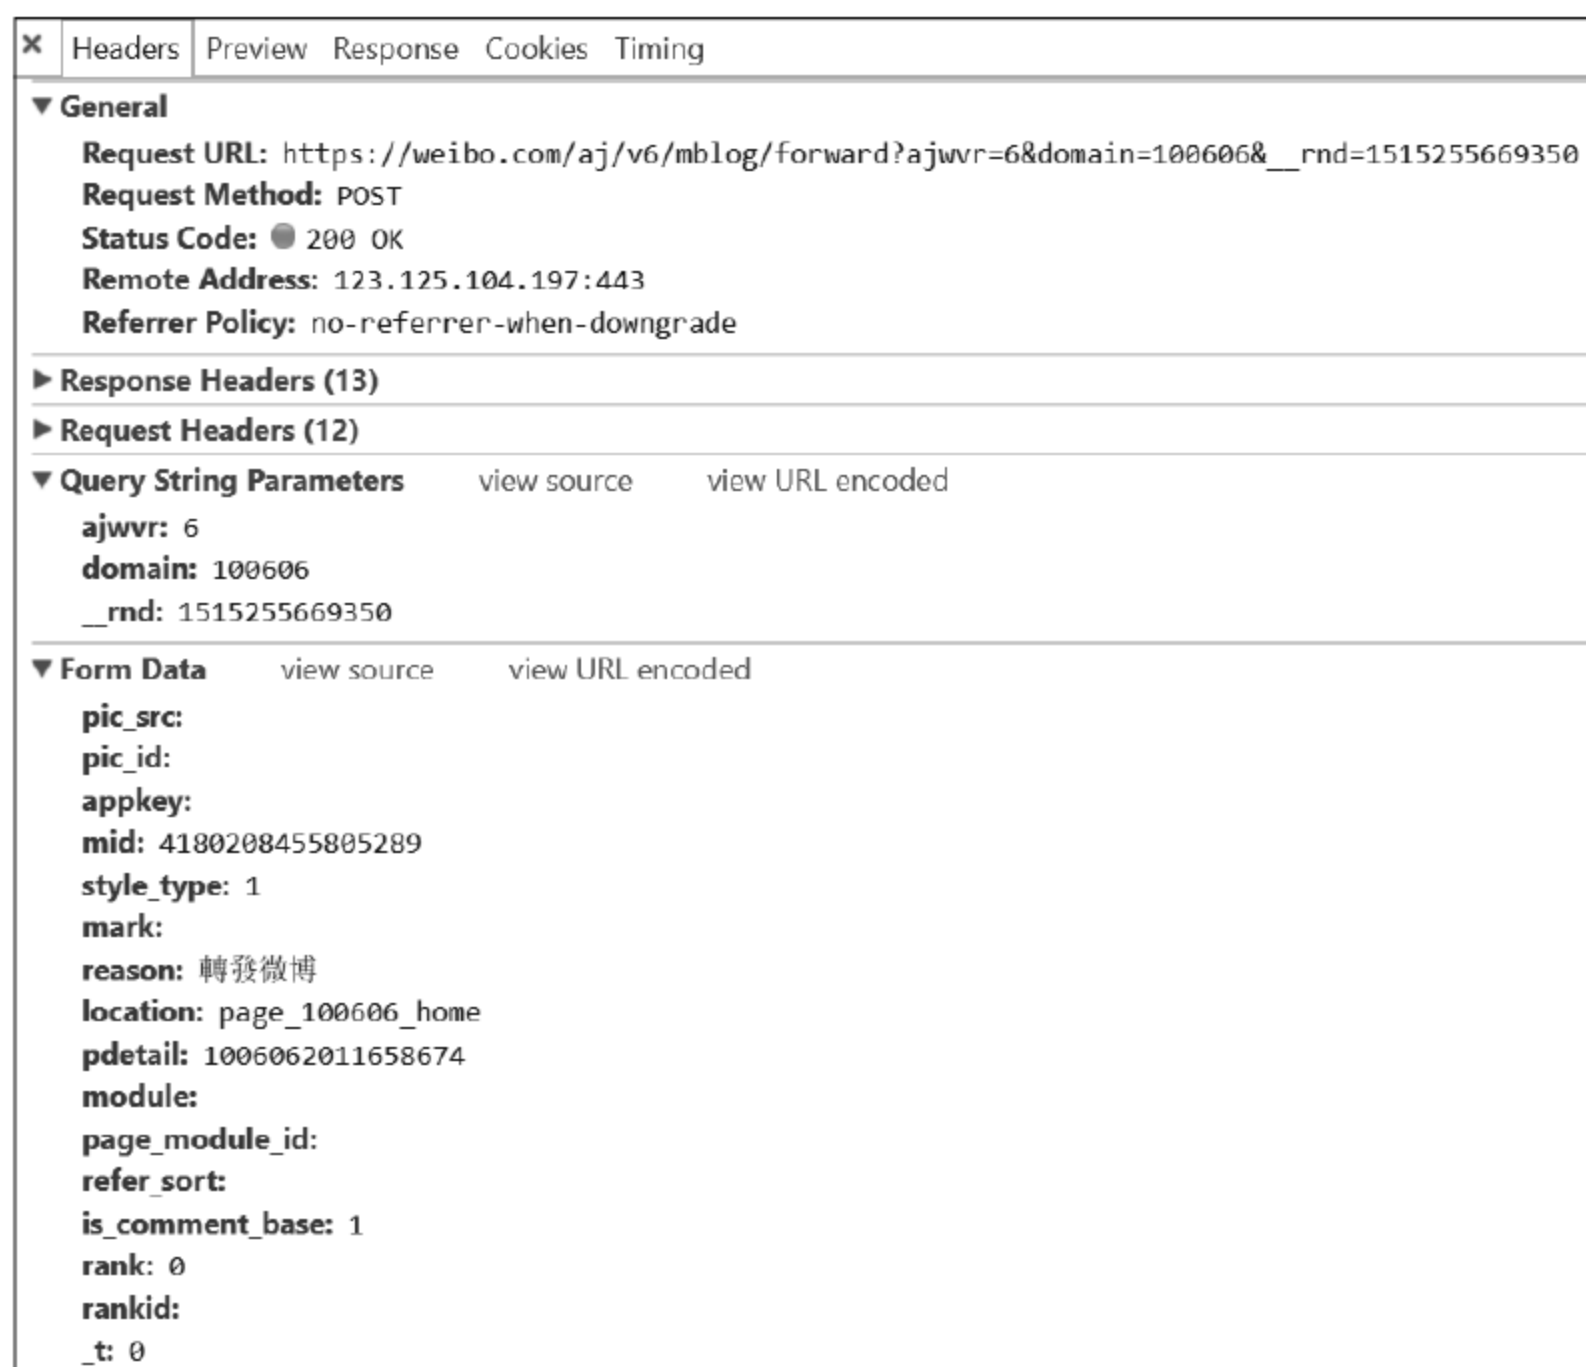 × Headers Preview Response Cookies Timing
▼ General
Request URL: https://weibo.com/aj/v6/mblog/forward?ajwvr=6&domain=100606&__rnd=1515255669350
Request Method: POST
Status Code: 200 OK
Remote Address: 123.125.104.197:443
Referrer Policy: no-referrer-when-downgrade
▶ Response Headers (13)
▶ Request Headers (12)
▼ Query String Parameters view source view URL encoded
ajwvr: 6
domain: 100606
__rnd: 1515255669350
▼ Form Data view source view URL encoded
pic_src:
pic_id:
appkey:
mid: 4180208455805289
style_type: 1
mark:
reason: 轉發微博
location: page_100606_home
pdetail: 1006062011658674
module:
page_module_id:
refer_sort:
is_comment_base: 1
rank: 0
rankid:
_t: 0